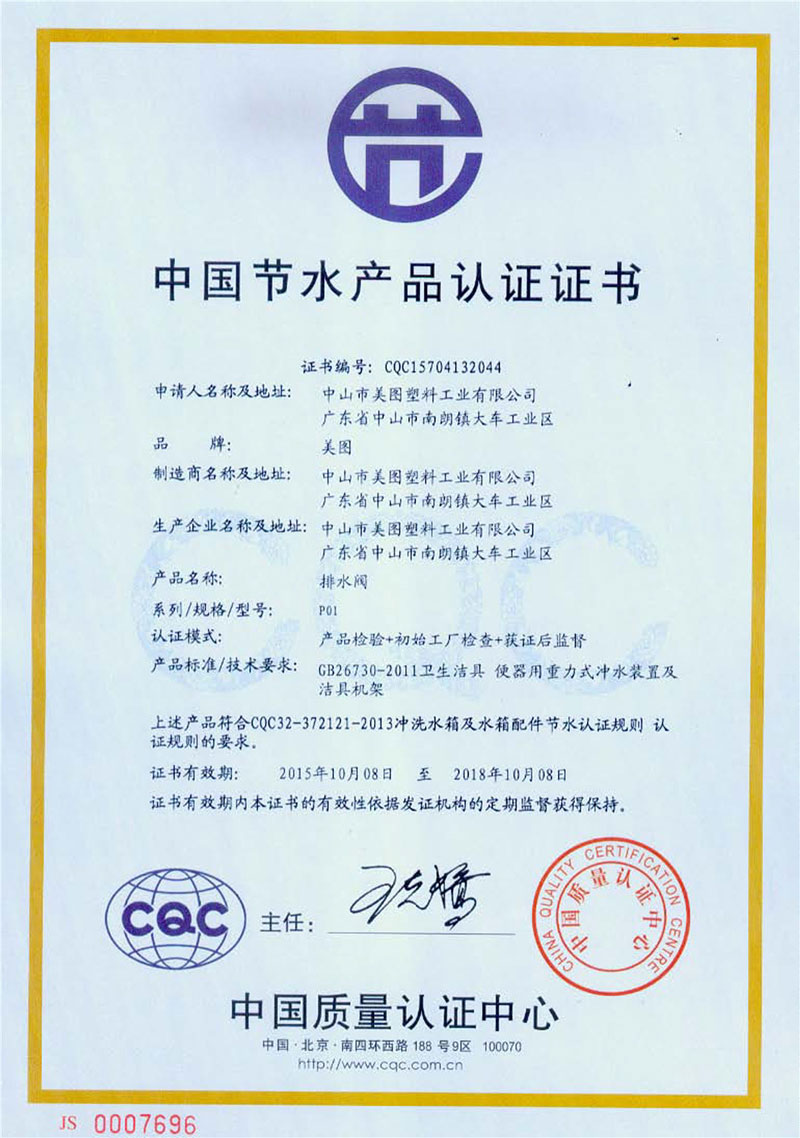 节
中国节水产品认证证书
证书编号: CQC15704132044
申请人名称及地址: 中山市美图塑料工业有限公司
广东省中山市南朗镇大车工业区
品 牌: 美图
制造商名称及地址: 中山市美图塑料工业有限公司
广东省中山市南朗镇大车工业区
生产企业名称及地址: 中山市美图塑料工业有限公司
广东省中山市南朗镇大车工业区
产品名称: 排水阀
系列/规格/型号: P01
认证模式: 产品检验+初始工厂检查+获证后监督
产品标准/技术要求: GB26730-2011卫生洁具 便器用重力式冲水装置及
洁具机架
上述产品符合CQC32-372121-2013冲洗水箱及水箱配件节水认证规则 认
证规则的要求。
证书有效期: 2015年10月08日 至 2018年10月08日
证书有效期内本证书的有效性依据发证机构的定期监督获得保持。
CQC
主任:
CHINA QUALITY CERTIFICATION CENTRE
中国质量认证中心
中国质量认证中心
中国·北京·南四环西路 188 号9区 100070
http://www.cqc.com.cn
JS 0007696